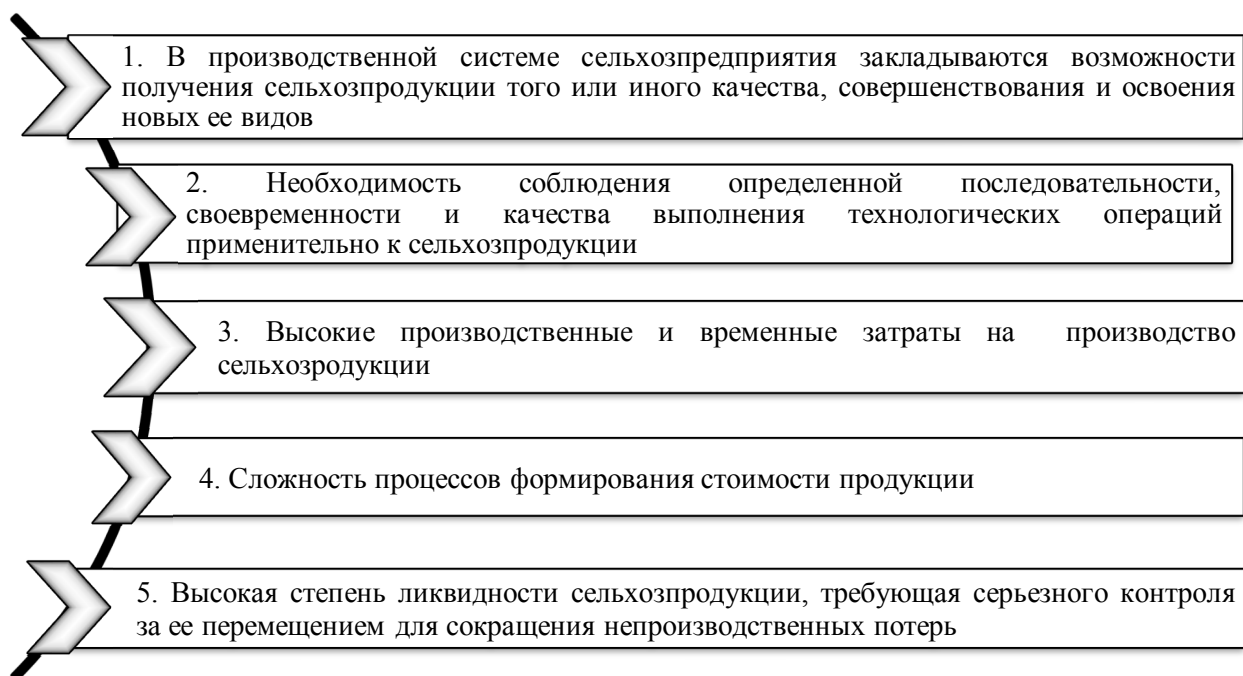 1. В производственной системе сельхозпредприятия закладываются возможности
получения сельхозпродукции того или иного качества, совершенствования и освоения
новых ее видов
2. Необходимость соблюдения определенной последовательности,
своевременности и качества выполнения технологических операций
применительно к сельхозпродукции
3. Высокие производственные и временные затраты на производство
сельхозродукции
4. Сложность процессов формирования стоимости продукции
5. Высокая степень ликвидности сельхозпродукции, требующая серьезного контроля
за ее перемещением для сокращения непроизводственных потерь